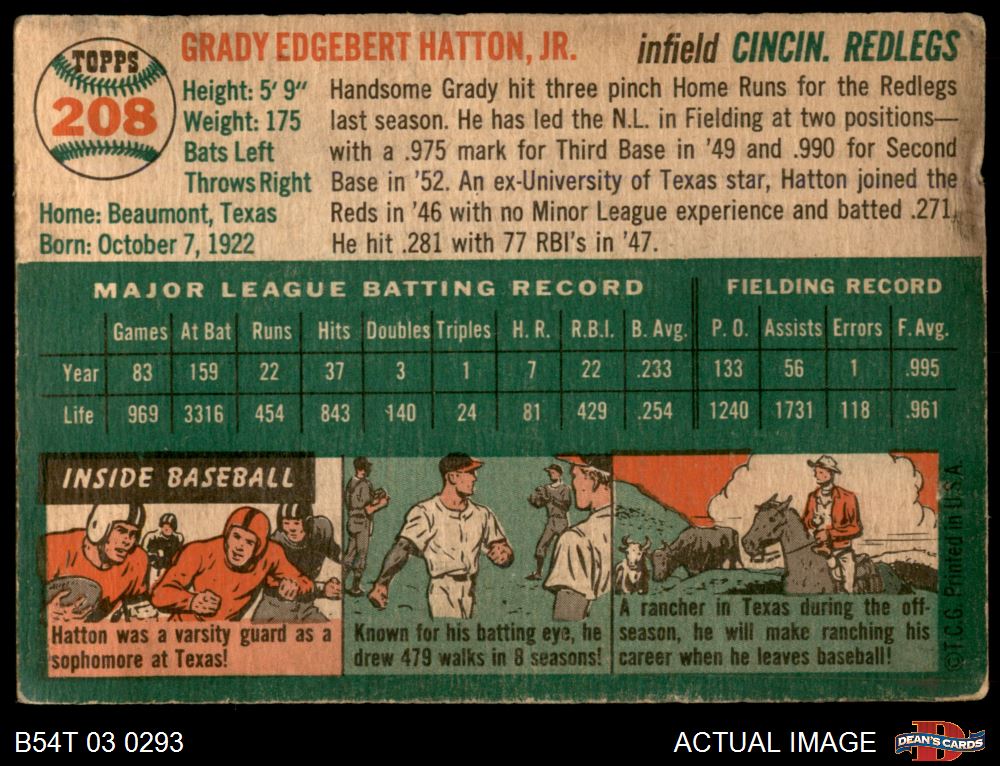 TOPPS
208
GRADY EDGEBERT HATTON, JR. infield CINCIN. REDLEGS
Height: 5' 9"
Weight: 175
Bats Left
Throws Right
Home: Beaumont, Texas
Born: October 7, 1922
Handsome Grady hit three pinch Home Runs for the Redlegs
last season. He has led the N.L. in Fielding at two positions—
with a .975 mark for Third Base in '49 and .990 for Second
Base in '52. An ex-University of Texas star, Hatton joined the
Reds in '46 with no Minor League experience and batted .271.
He hit .281 with 77 RBI's in '47.
MAJOR LEAGUE BATTING RECORD FIELDING RECORD
Games At Bat Runs Hits Doubles Triples H. R. R.B.I. B. Avg. P. O. Assists Errors F. Avg.
Year 83 159 22 37 3 1 7 22 .233 133 56 1 .995
Life 969 3316 454 843 140 24 81 429 .254 1240 1731 118 .961
INSIDE BASEBALL
Hatton was a varsity guard as a
sophomore at Texas!
Known for his batting eye, he
drew 479 walks in 8 seasons!
A rancher in Texas during the off-
season, he will make ranching his
career when he leaves baseball!
©T.C.G. Printed in U.S.A.
B54T 03 0293
ACTUAL IMAGE
DEAN'S CARDS